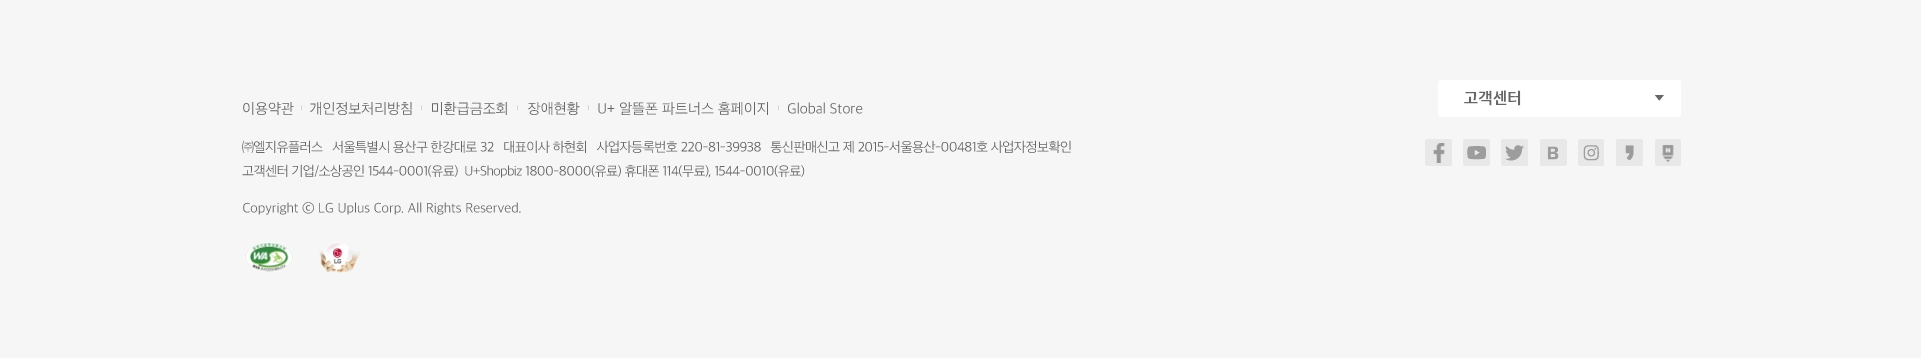 이용약관 개인정보처리방침 미환급금조회 장애현황 U+ 알뜰폰 파트너스 홈페이지 Global Store
고객센터
㈜엘지유플러스 서울특별시 용산구 한강대로 32 대표이사 하현회 사업자등록번호 220-81-39938 통신판매신고 제 2015-서울용산-00481호 사업자정보확인
고객센터 기업/소상공인 1544-0001(유료) U+Shopbiz 1800-8000(유료) 휴대폰 114(무료), 1544-0010(유료)
Copyright ⓒ LG Uplus Corp. All Rights Reserved.
WA
LG